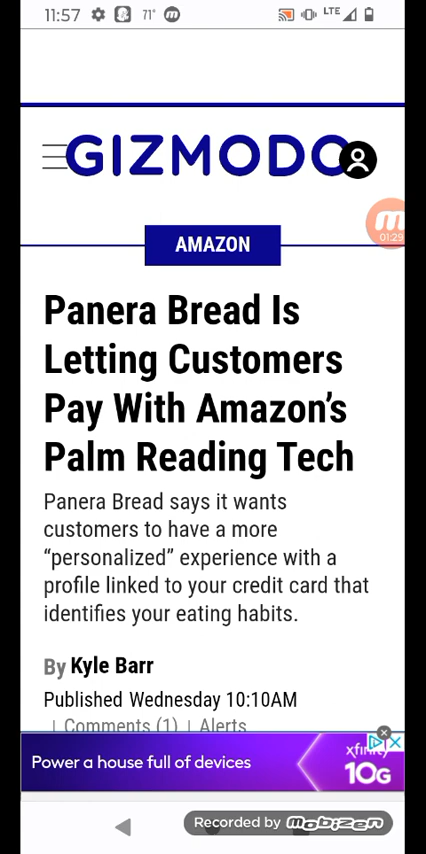 11:57 71°
LTE
GIZMODO
01:29
AMAZON
Panera Bread Is
Letting Customers
Pay With Amazon's
Palm Reading Tech
Panera Bread says it wants
customers to have a more
“personalized” experience with a
profile linked to your credit card that
identifies your eating habits.
By Kyle Barr
Published Wednesday 10:10AM
| Comments (1) | Alerts
Power a house full of devices
xfinity
10G
Recorded by mobizen